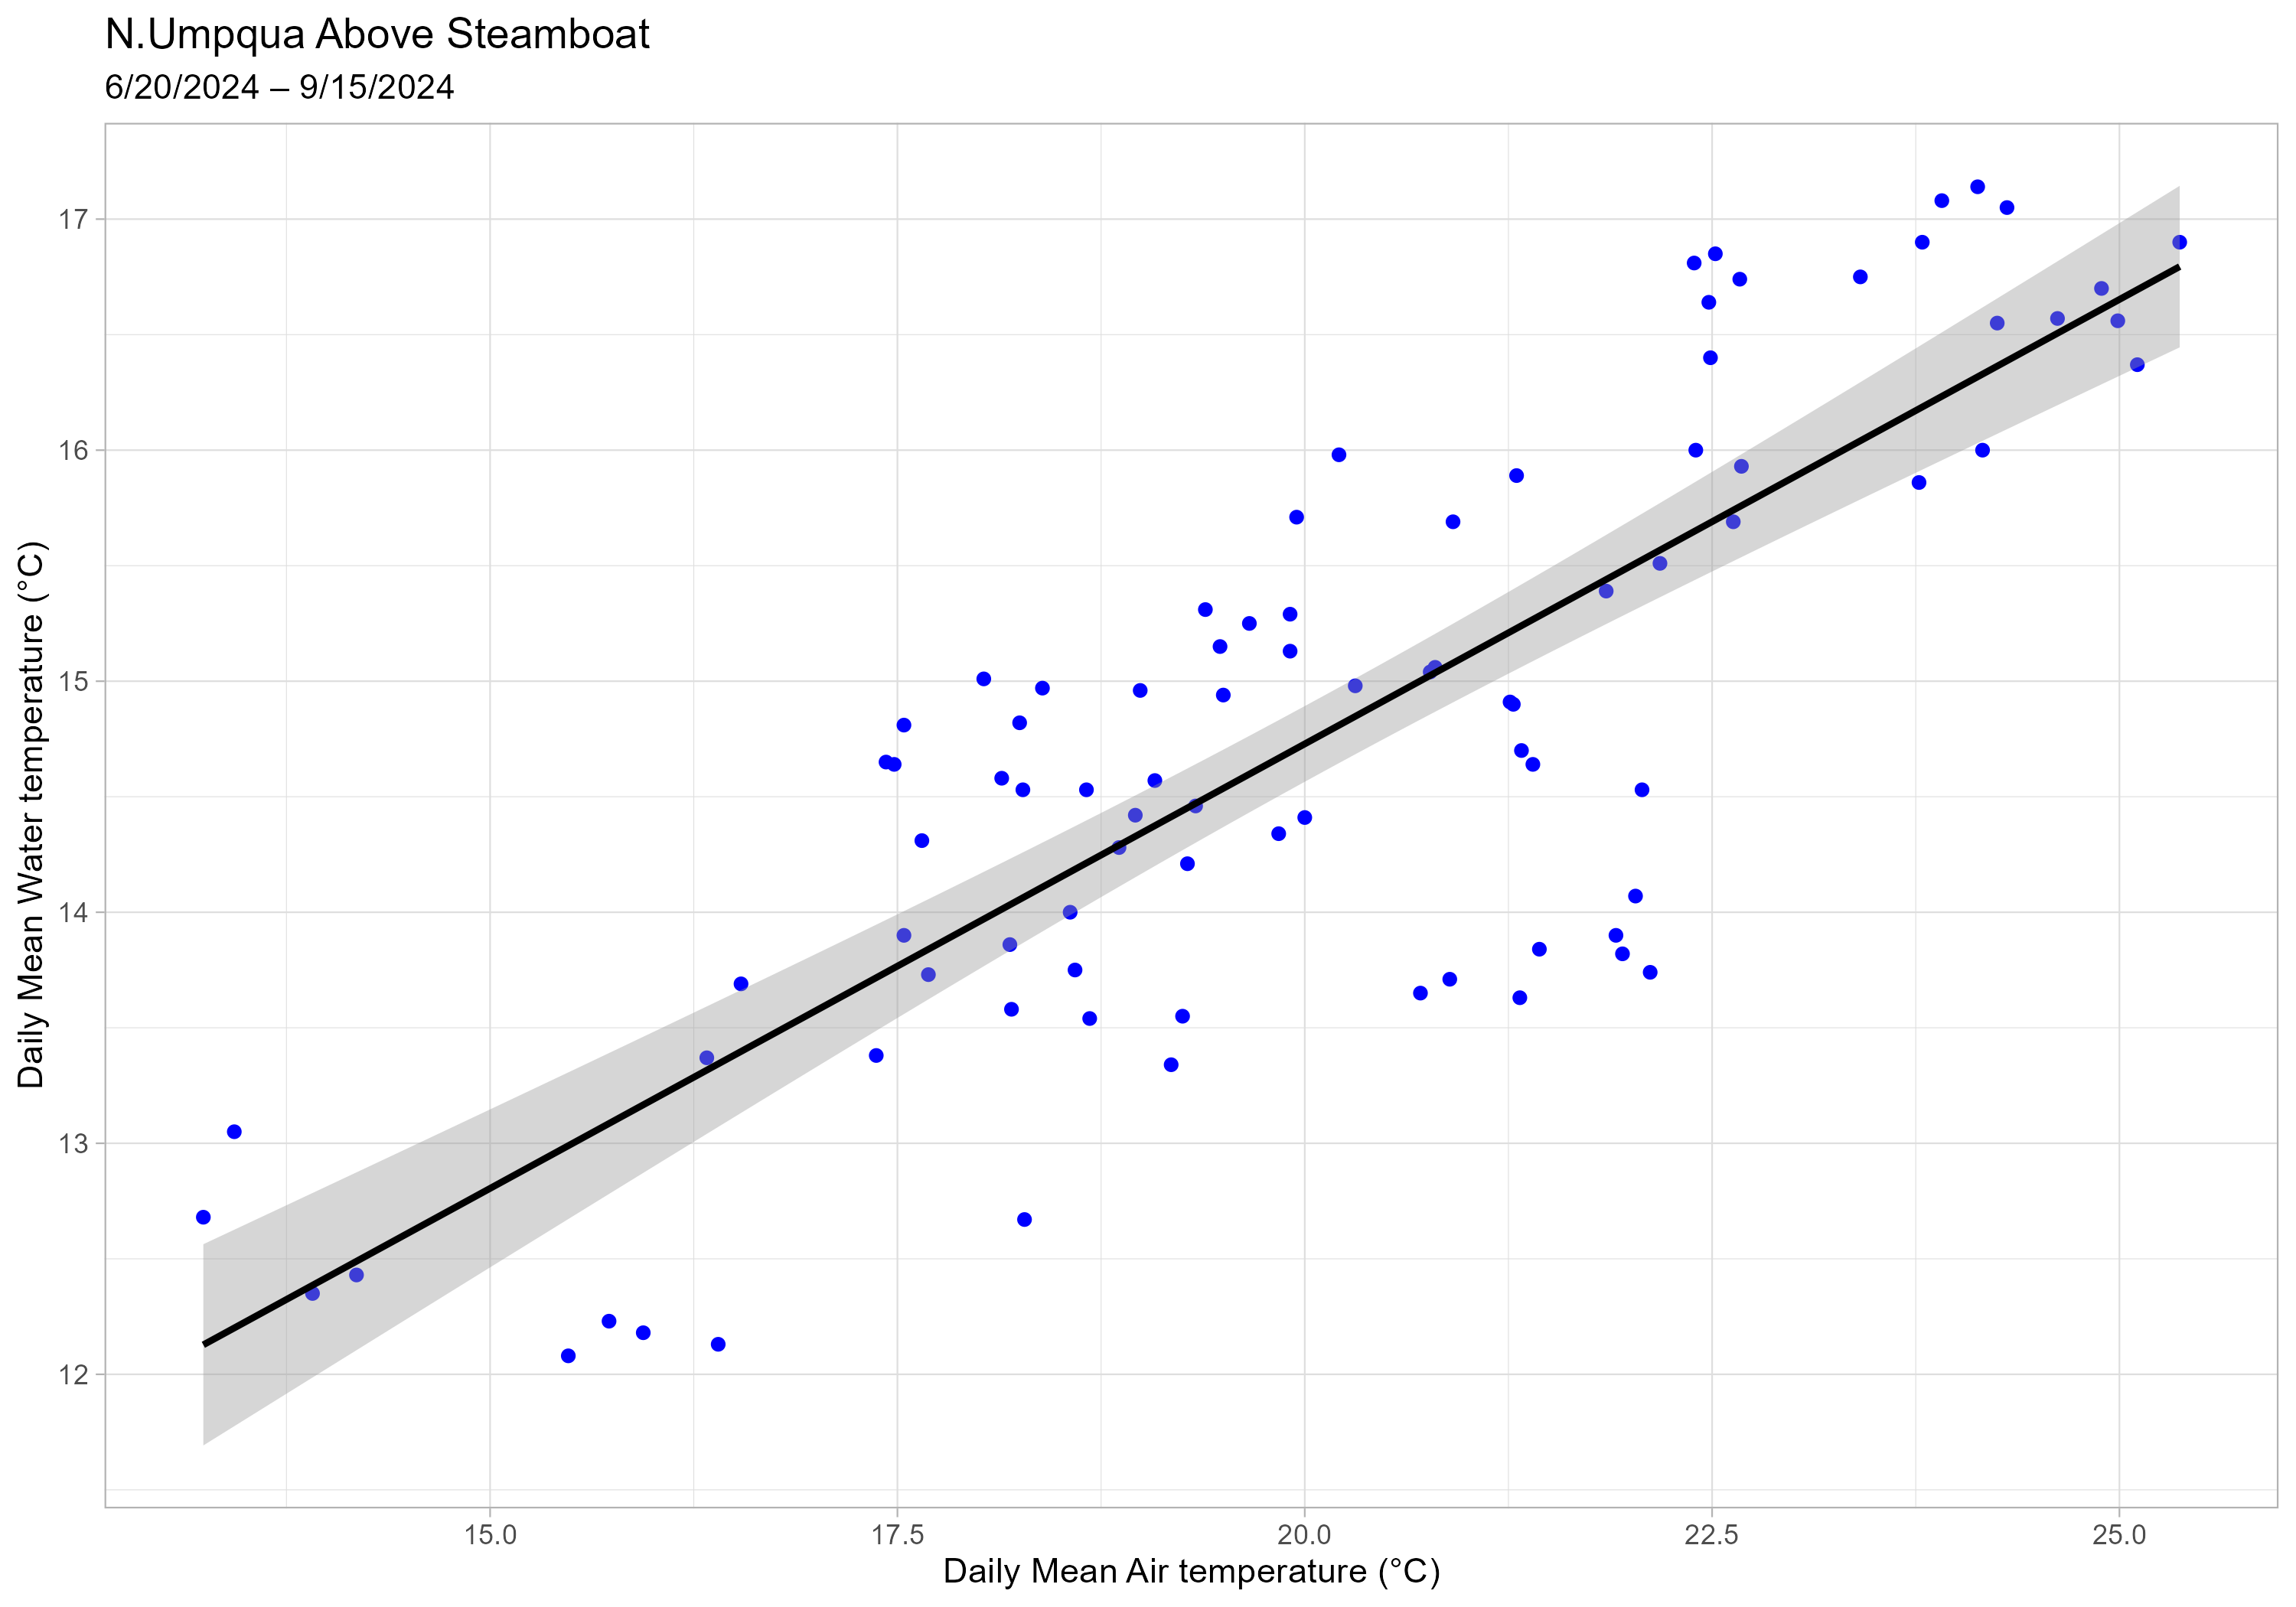 N.Umpqua Above Steamboat
6/20/2024 – 9/15/2024
Daily Mean Water temperature (°C)
17
16
15
14
13
12
15.0 17.5 20.0 22.5 25.0
Daily Mean Air temperature (°C)